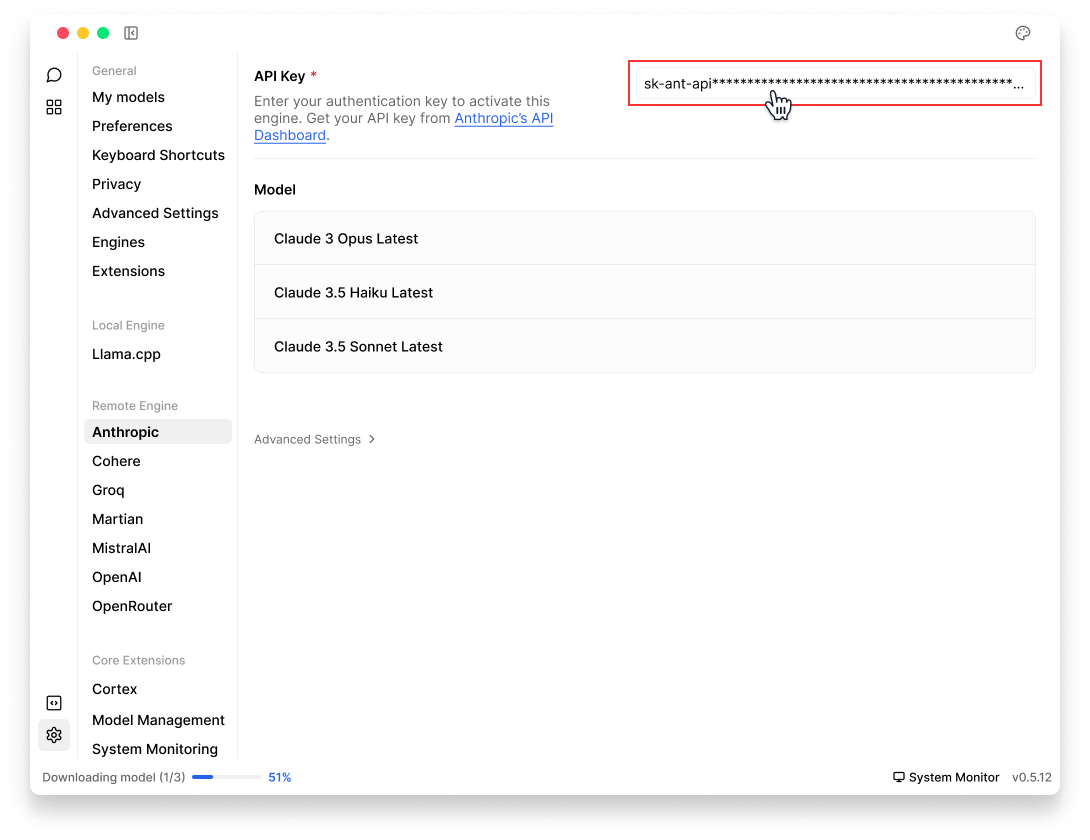 General
My models
Preferences
Keyboard Shortcuts
Privacy
Advanced Settings
Engines
Extensions
Local Engine
Llama.cpp
Remote Engine
Anthropic
Cohere
Groq
Martian
MistralAI
OpenAI
OpenRouter
Core Extensions
Cortex
Model Management
System Monitoring
API Key *
Enter your authentication key to activate this
engine. Get your API key from Anthropic's API
Dashboard.
sk-ant-api*******************************************...
Model
Claude 3 Opus Latest
Claude 3.5 Haiku Latest
Claude 3.5 Sonnet Latest
Advanced Settings
Downloading model (1/3) 51%
System Monitor v0.5.12